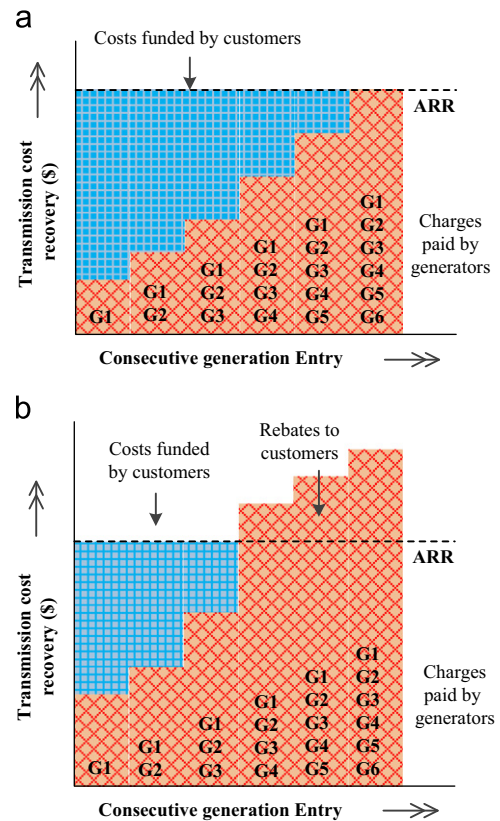 a
Costs funded by customers
ARR
Transmission cost
recovery ($)
G1
G1
G2
G1
G2
G3
G1
G2
G3
G4
G1
G2
G3
G4
G5
G1
G2
G3
G4
G5
G6
Charges
paid by
generators
Consecutive generation Entry
b
Costs funded
by customers
Rebates to
customers
ARR
Transmission cost
recovery ($)
G1
G1
G2
G1
G2
G3
G1
G2
G3
G4
G1
G2
G3
G4
G5
G1
G2
G3
G4
G5
G6
Charges
paid by
generators
Consecutive generation Entry